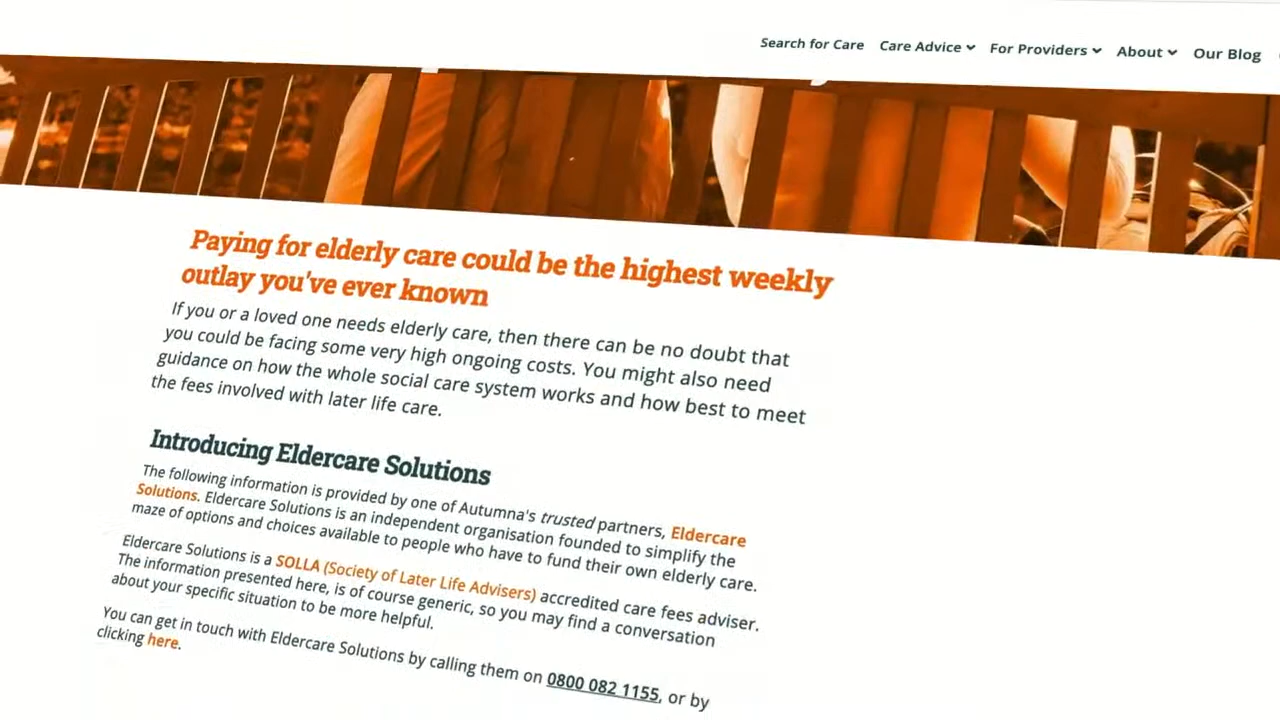 Search for Care Care Advice For Providers About Our Blog
Paying for elderly care could be the highest weekly
outlay you've ever known
If you or a loved one needs elderly care, then there can be no doubt that
you could be facing some very high ongoing costs. You might also need
guidance on how the whole social care system works and how best to meet
the fees involved with later life care.
Introducing Eldercare Solutions
The following information is provided by one of Autumna's trusted partners, Eldercare
Solutions. Eldercare Solutions is an independent organisation founded to simplify the
maze of options and choices available to people who have to fund their own elderly care.
Eldercare Solutions is a SOLLA (Society of Later Life Advisers) accredited care fees adviser.
The information presented here, is of course generic, so you may find a conversation
about your specific situation to be more helpful.
You can get in touch with Eldercare Solutions by calling them on 0800 082 1155, or by
clicking here.